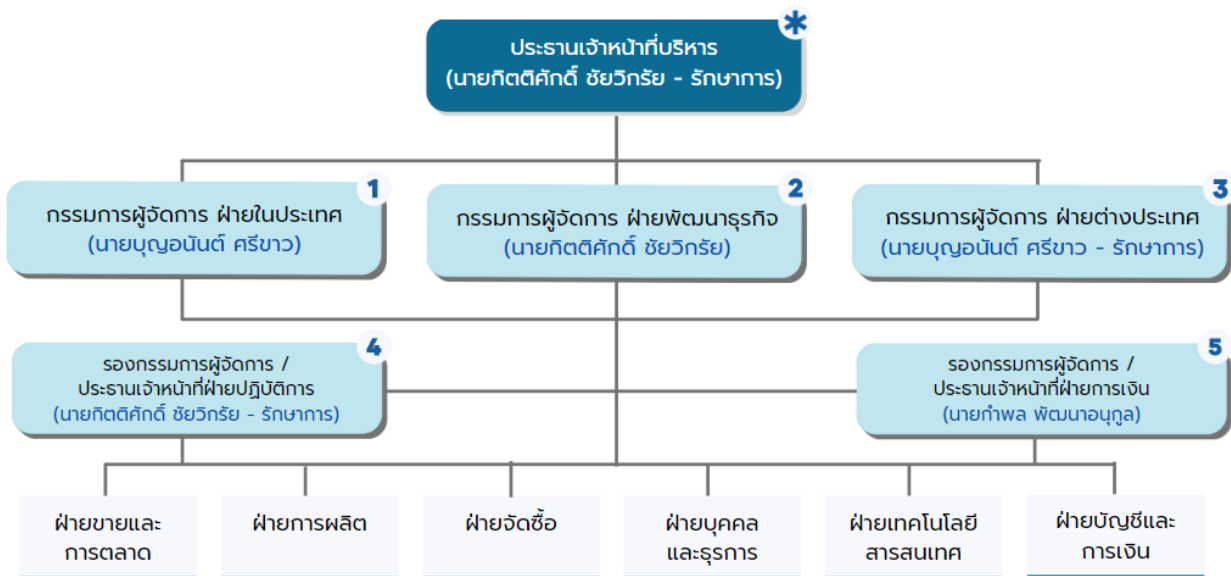 *
ประธานเจ้าหน้าที่บริหาร
(นายกิตติศักดิ์ ชัยวิกรัย - รักษาการ)
1
กรรมการผู้จัดการ ฝ่ายในประเทศ
(นายบุญอนันต์ ศรีขาว)
2
กรรมการผู้จัดการ ฝ่ายพัฒนาธุรกิจ
(นายกิตติศักดิ์ ชัยวิกรัย)
3
กรรมการผู้จัดการ ฝ่ายต่างประเทศ
(นายบุญอนันต์ ศรีขาว - รักษาการ)
4
รองกรรมการผู้จัดการ /
ประธานเจ้าหน้าที่ฝ่ายปฏิบัติการ
(นายกิตติศักดิ์ ชัยวิกรัย - รักษาการ)
5
รองกรรมการผู้จัดการ /
ประธานเจ้าหน้าที่ฝ่ายการเงิน
(นายกำพล พัฒนาอนุกูล)
ฝ่ายขายและ
การตลาด
ฝ่ายการผลิต
ฝ่ายจัดซื้อ
ฝ่ายบุคคล
และธุรการ
ฝ่ายเทคโนโลยี
สารสนเทศ
ฝ่ายบัญชีและ
การเงิน